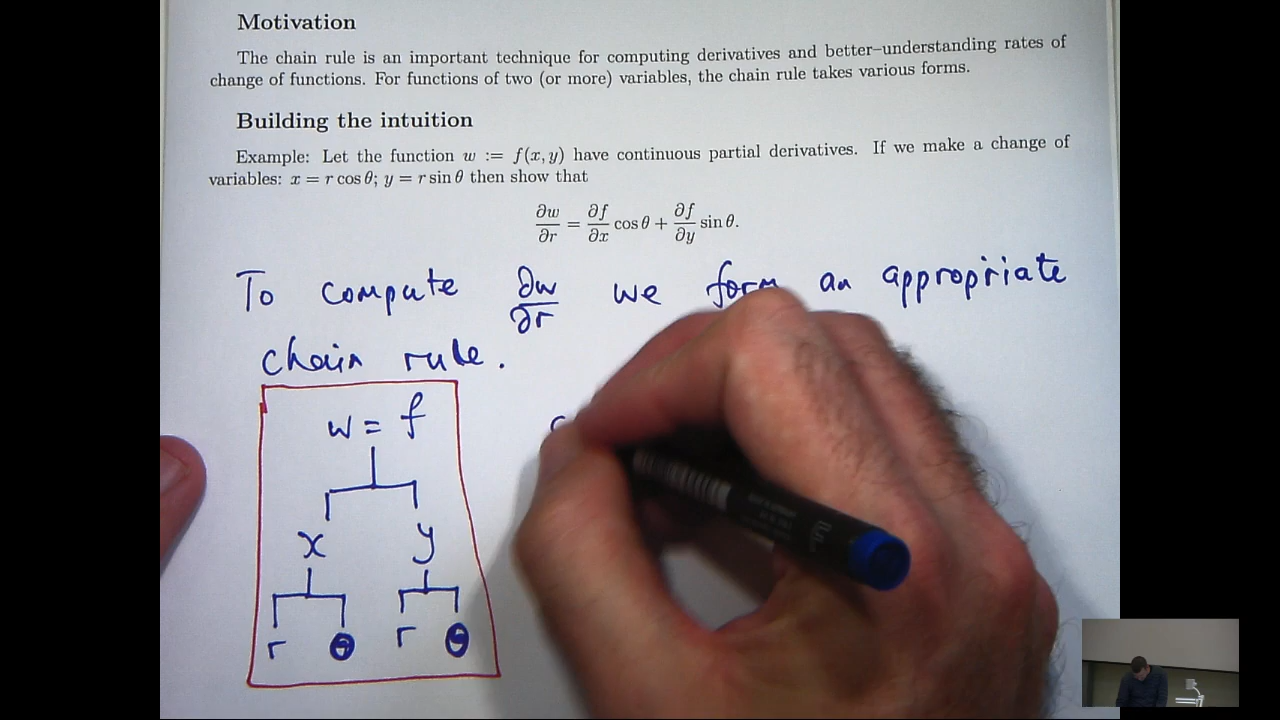 Motivation
The chain rule is an important technique for computing derivatives and better–understanding rates of
change of functions. For functions of two (or more) variables, the chain rule takes various forms.
Building the intuition
Example: Let the function w := f(x, y) have continuous partial derivatives. If we make a change of
variables: x = r cos θ; y = r sin θ then show that
∂w/∂r = ∂f/∂x cos θ + ∂f/∂y sin θ.
To compute ∂w/∂r we form an appropriate
chain rule.
w = f
x y
r θ r θ